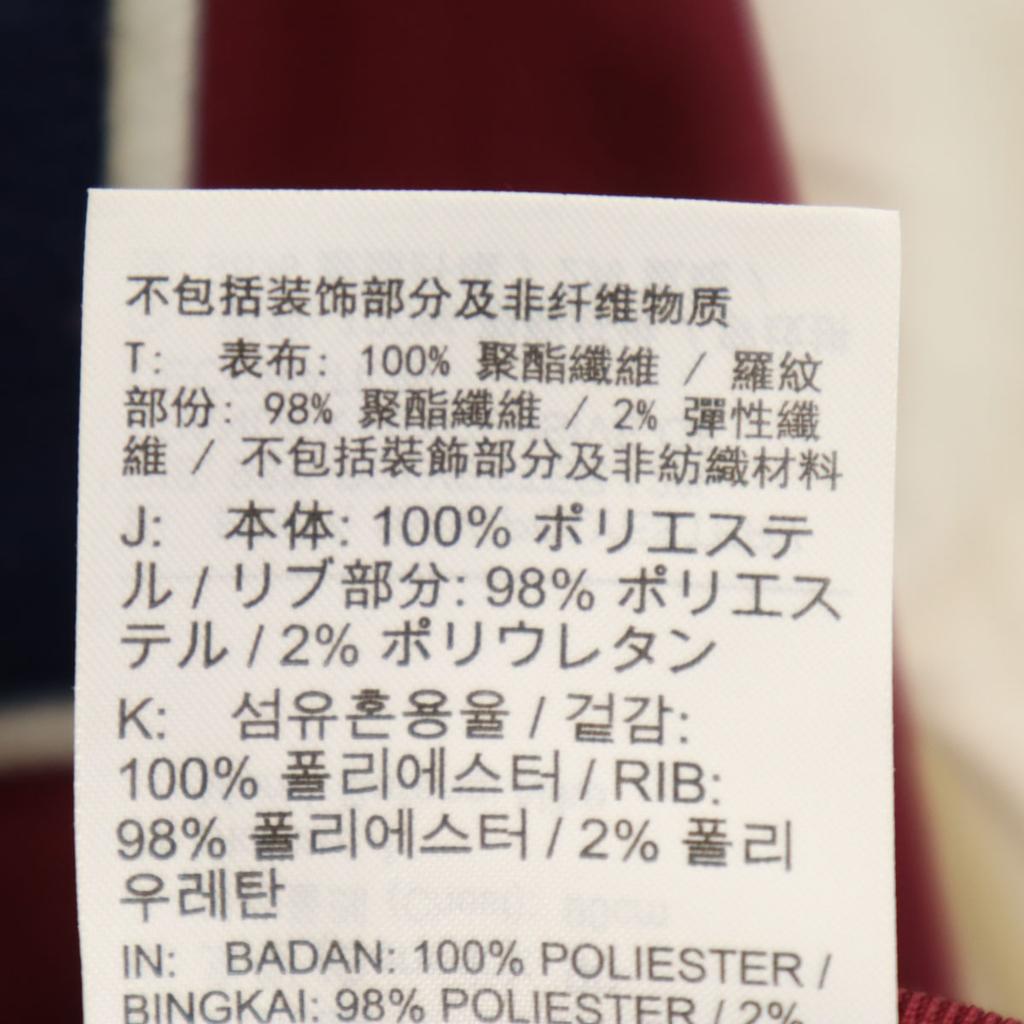 不包括装饰部分及非纤维物质
T: 表布: 100% 聚酯纖維 / 羅紋
部份: 98% 聚酯纖維 / 2% 彈性纖
維 / 不包括裝飾部分及非紡織材料
J: 本体: 100% ポリエステ
ル / リブ部分: 98% ポリエス
テル / 2% ポリウレタン
K: 섬유혼용율 / 겉감:
100% 폴리에스터 / RIB:
98% 폴리에스터 / 2% 폴리
우레탄
IN: BADAN: 100% POLIESTER /
BINGKAI: 98% POLIESTER / 2%